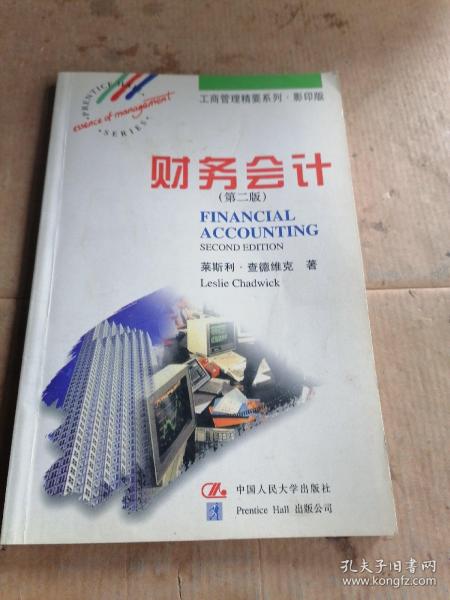 PRENTICE HALL
essence of management
·SERIES·
工商管理精要系列·影印版
财务会计
(第二版)
FINANCIAL
ACCOUNTING
SECOND EDITION
莱斯利·查德维克 著
Leslie Chadwick
中国人民大学出版社
Prentice Hall 出版公司
孔夫子旧书网
www.kongfz.com